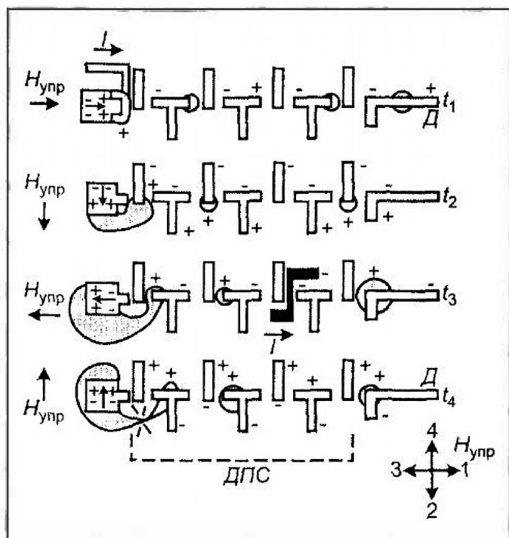 I
Hупр
+
- + - + - +
t₁
Д
Hупр
t₂
Hупр
I
t₃
Hупр
Д
t₄
ДПС
4
Hупр
3 1
2